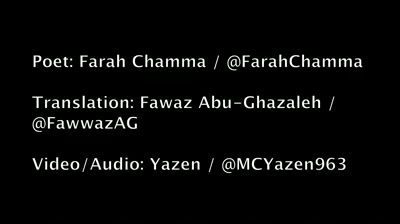 Poet: Farah Chamma / @FarahChamma
Translation: Fawaz Abu-Ghazaleh /
@FawwazAG
Video/Audio: Yazen / @MCYazen963